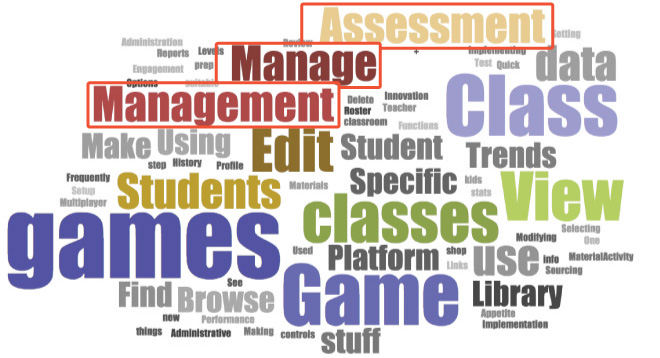 Assessment
Administration
Review
Setting
Reports
Levels
+
Implementing
prep
Manage
Test
Quick
data
Engagement
Options
suitable
Management
Delete
Innovation
Class
Roster
Teacher
classroom
Functions
Make
Using
Edit
Student
Trends
step
History
Profile
Specific
kids
Frequently
Students
Materials
stats
View
Setup
Multiplayer
games
classes
Selecting
One
Modifying
Used
Platform
shop
use
info
MaterialActivity
Links
Sourcing
See
Find
Browse
Game
Library
Appetite
new
Performance
Implementation
things
Administrative
Making
controls
stuff